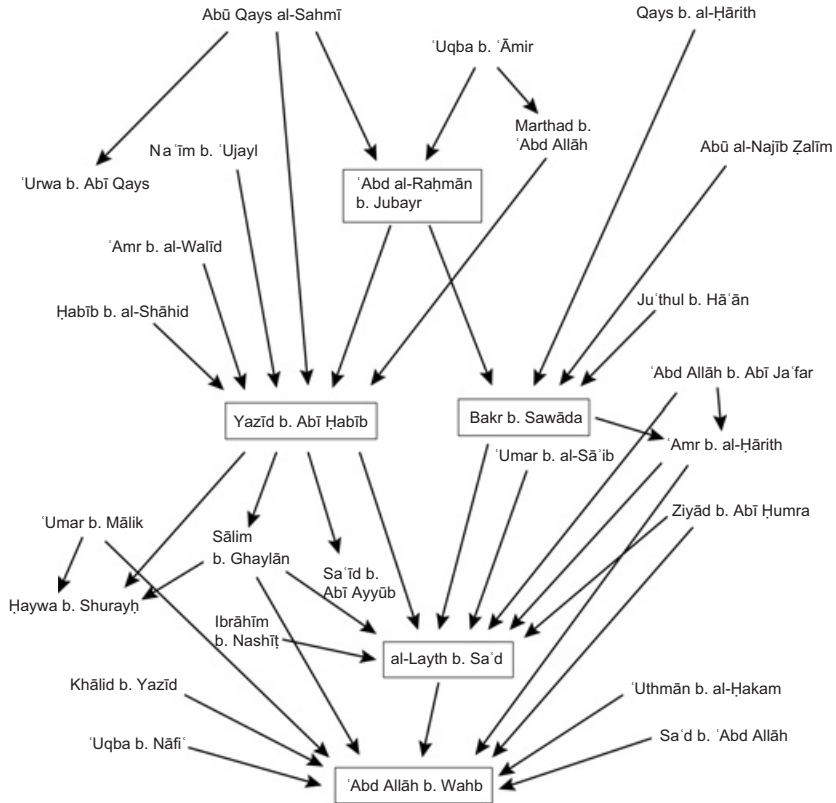 Abū Qays al-Sahmī
Qays b. al-Ḥārith
ʿUqba b. ʿĀmir
Marthad b.
ʿAbd Allāh
Naʿīm b. ʿUjayl
Abū al-Najīb Ẓalīm
ʿUrwa b. Abī Qays
ʿAbd al-Raḥmān
b. Jubayr
ʿAmr b. al-Walīd
Ḥabīb b. al-Shāhid
Juʿthul b. Hāʿān
ʿAbd Allāh b. Abī Jaʿfar
Yazīd b. Abī Ḥabīb
Bakr b. Sawāda
ʿAmr b. al-Ḥārith
ʿUmar b. al-Sāʾib
Ziyād b. Abī Ḥumra
ʿUmar b. Mālik
Sālim
b. Ghaylān
Saʿīd b.
Abī Ayyūb
Ḥaywa b. Shurayḥ
Ibrāhīm
b. Nashīṭ
al-Layth b. Saʿd
Khālid b. Yazīd
ʿUthmān b. al-Ḥakam
ʿUqba b. Nāfiʿ
Saʿd b. ʿAbd Allāh
ʿAbd Allāh b. Wahb